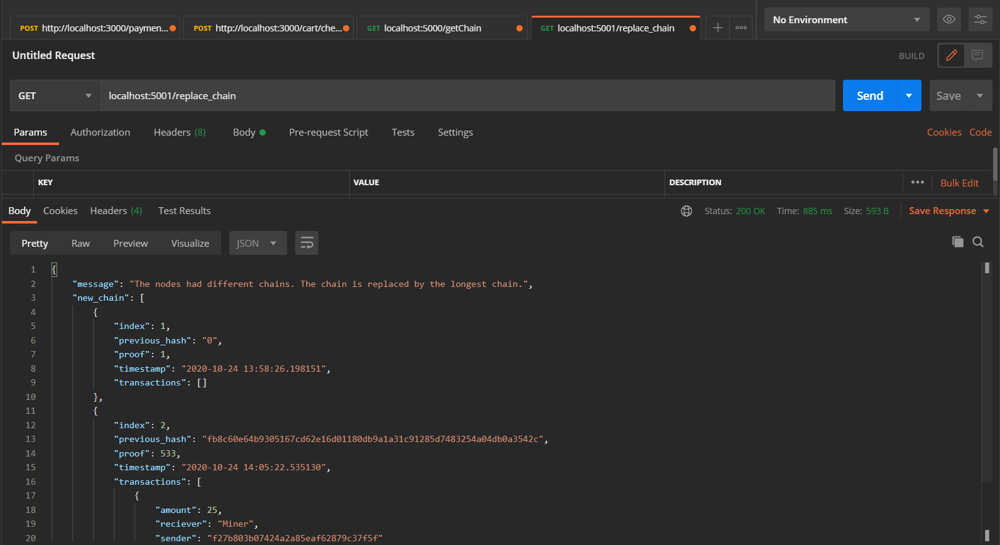 POST http://localhost:3000/paymen... POST http://localhost:3000/cart/che... GET localhost:5000/getChain GET localhost:5001/replace_chain No Environment
Untitled Request BUILD
GET localhost:5001/replace_chain Send Save
Params Authorization Headers (8) Body Pre-request Script Tests Settings Cookies Code
Query Params
KEY VALUE DESCRIPTION Bulk Edit
Body Cookies Headers (4) Test Results Status: 200 OK Time: 885 ms Size: 593 B Save Response
Pretty Raw Preview Visualize JSON
1 {
2 "message": "The nodes had different chains. The chain is replaced by the longest chain.",
3 "new_chain": [
4 {
5 "index": 1,
6 "previous_hash": "0",
7 "proof": 1,
8 "timestamp": "2020-10-24 13:58:26.198151",
9 "transactions": []
10 },
11 {
12 "index": 2,
13 "previous_hash": "fb8c60e64b9305167cd62e16d01180db9a1a31c91285d7483254a04db0a3542c",
14 "proof": 533,
15 "timestamp": "2020-10-24 14:05:22.535130",
16 "transactions": [
17 {
18 "amount": 25,
19 "reciever": "Miner",
20 "sender": "f27b803b07424a2a85eaf62879c37f5f"